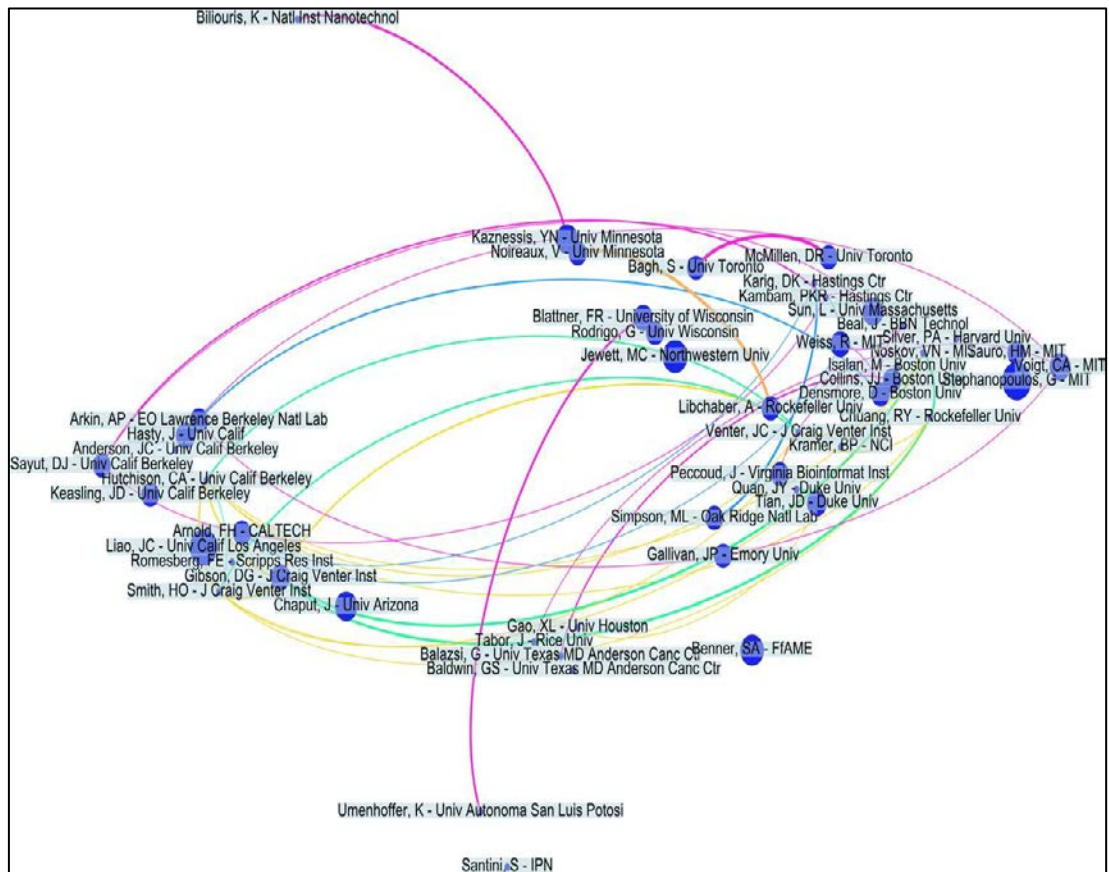 Biliouris, K - Natl Inst Nanotechnol
Kaznessis, YN - Univ Minnesota
Noireaux, V - Univ Minnesota
McMillen, DR - Univ Toronto
Bagh, S - Univ Toronto
Karig, DK - Hastings Ctr
Kambam, PKR - Hastings Ctr
Sun, L - Univ Massachusetts
Blattner, FR - University of Wisconsin
Beal, J - BBN Technol
Rodrigo, G - Univ Wisconsin
Silver, PA - Harvard Univ
Weiss, R - MIT
Noskov, VN - MI
Sauro, HM - MIT
Jewett, MC - Northwestern Univ
Isalan, M - Boston Univ
Voigt, CA - MIT
Collins, JJ - Boston Univ
Stephanopoulos, G - MIT
Densmore, D - Boston Univ
Libchaber, A - Rockefeller Univ
Chuang, RY - Rockefeller Univ
Arkin, AP - EO Lawrence Berkeley Natl Lab
Venter, JC - J Craig Venter Inst
Hasty, J - Univ Calif
Kramer, BP - NCI
Anderson, JC - Univ Calif Berkeley
Sayut, DJ - Univ Calif Berkeley
Peccoud, J - Virginia Bioinformat Inst
Hutchison, CA - Univ Calif Berkeley
Quan, JY - Duke Univ
Keasling, JD - Univ Calif Berkeley
Tian, JD - Duke Univ
Simpson, ML - Oak Ridge Natl Lab
Arnold, FH - CALTECH
Liao, JC - Univ Calif Los Angeles
Gallivan, JP - Emory Univ
Romesberg, FE - Scripps Res Inst
Gibson, DG - J Craig Venter Inst
Smith, HO - J Craig Venter Inst
Chaput, J - Univ Arizona
Gao, XL - Univ Houston
Tabor, J - Rice Univ
Benner, SA - FfAME
Balazsi, G - Univ Texas MD Anderson Canc Ctr
Baldwin, GS - Univ Texas MD Anderson Canc Ctr
Umenhoffer, K - Univ Autonoma San Luis Potosi
Santini, S - IPN